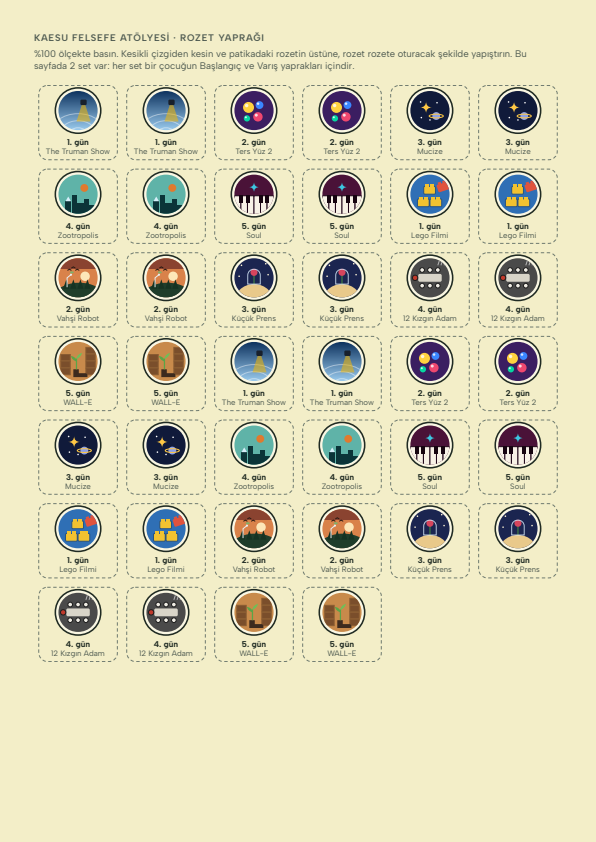 KAESU FELSEFE ATÖLYESİ · ROZET YAPRAĞI
%100 ölçekte basın. Kesikli çizgiden kesin ve patikadaki rozetin üstüne, rozet rozete oturacak şekilde yapıştırın. Bu
sayfada 2 set var: her set bir çocuğun Başlangıç ve Varış yaprakları içindir.
1. gün 1. gün 2. gün 2. gün 3. gün 3. gün
The Truman Show The Truman Show Ters Yüz 2 Ters Yüz 2 Mucize Mucize
4. gün 4. gün 5. gün 5. gün 1. gün 1. gün
Zootropolis Zootropolis Soul Soul Lego Filmi Lego Filmi
2. gün 2. gün 3. gün 3. gün 4. gün 4. gün
Vahşi Robot Vahşi Robot Küçük Prens Küçük Prens 12 Kızgın Adam 12 Kızgın Adam
5. gün 5. gün 1. gün 1. gün 2. gün 2. gün
WALL-E WALL-E The Truman Show The Truman Show Ters Yüz 2 Ters Yüz 2
3. gün 3. gün 4. gün 4. gün 5. gün 5. gün
Mucize Mucize Zootropolis Zootropolis Soul Soul
1. gün 1. gün 2. gün 2. gün 3. gün 3. gün
Lego Filmi Lego Filmi Vahşi Robot Vahşi Robot Küçük Prens Küçük Prens
4. gün 4. gün 5. gün 5. gün
12 Kızgın Adam 12 Kızgın Adam WALL-E WALL-E